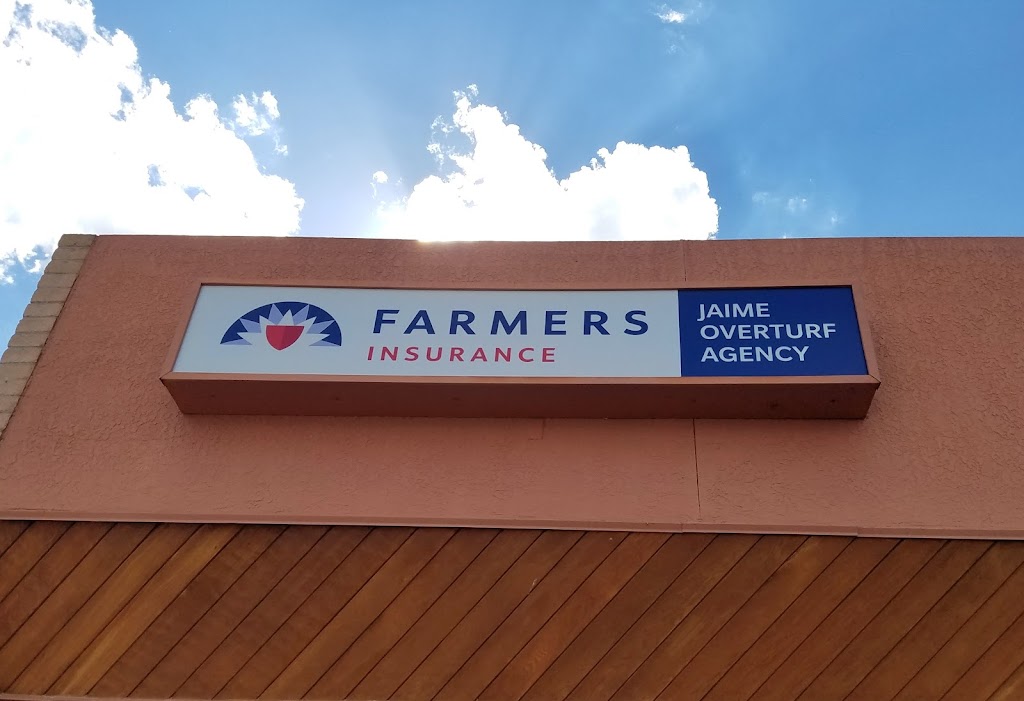 FARMERS
INSURANCE
JAIME
OVERTURF
AGENCY